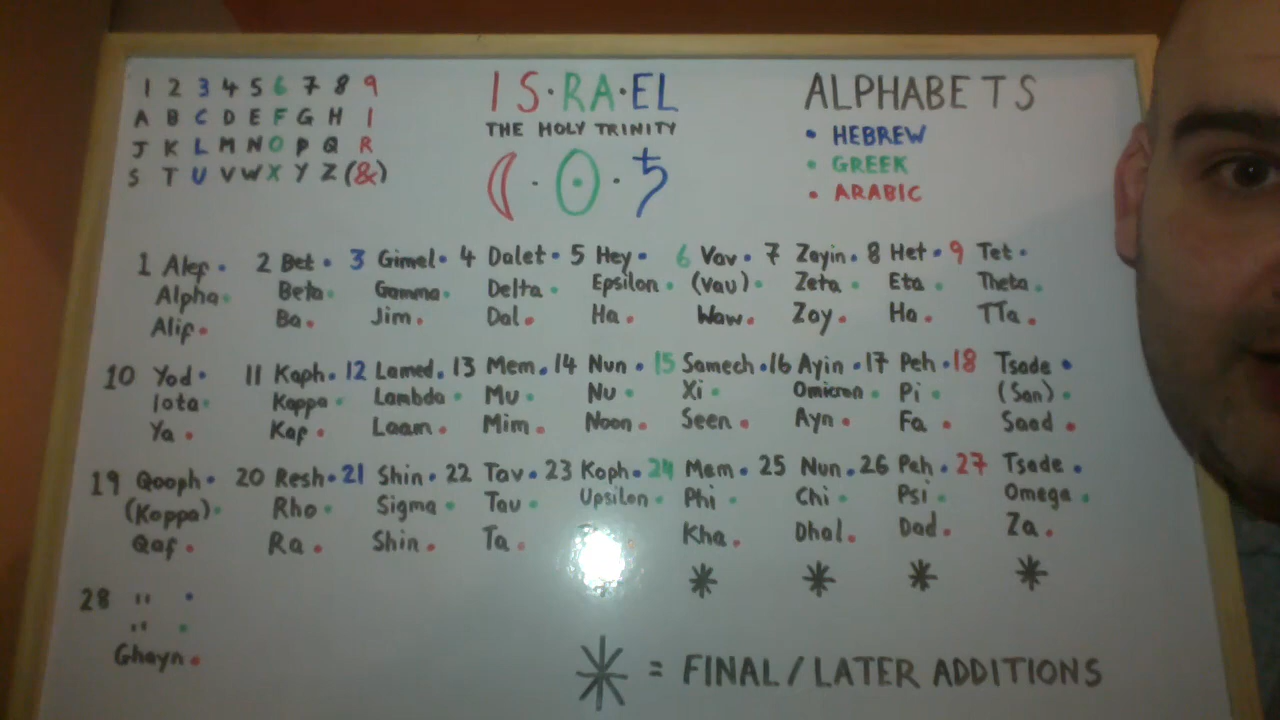 1 2 3 4 5 6 7 8 9
A B C D E F G H I
J K L M N O P Q R
S T U V W X Y Z (&)
IS·RA·EL
THE HOLY TRINITY
ALPHABETS
• HEBREW
• GREEK
• ARABIC
1 Alef • 2 Bet • 3 Gimel • 4 Dalet • 5 Hey • 6 Vav • 7 Zayin • 8 Het • 9 Tet •
Alpha • Beta • Gamma • Delta • Epsilon • (Vau) • Zeta • Eta • Theta •
Alif • Ba • Jim • Dal • Ha • Waw • Zay • Ha • TTa •
10 Yod • 11 Kaph • 12 Lamed • 13 Mem • 14 Nun • 15 Samech • 16 Ayin • 17 Peh • 18 Tsade •
Iota • Kappa • Lambda • Mu • Nu • Xi • Omicron • Pi • (San) •
Ya • Kaf • Laam • Mim • Noon • Seen • Ayn • Fa • Saad •
19 Qooph • 20 Resh • 21 Shin • 22 Tav • 23 Koph • 24 Mem • 25 Nun • 26 Peh • 27 Tsade •
(Koppa) • Rho • Sigma • Tau • Upsilon • Phi • Chi • Psi • Omega •
Qaf • Ra • Shin • Ta • Kha • Dhal • Dad • Za •
* * * *
28 " •
" •
Ghayn •
* = FINAL / LATER ADDITIONS